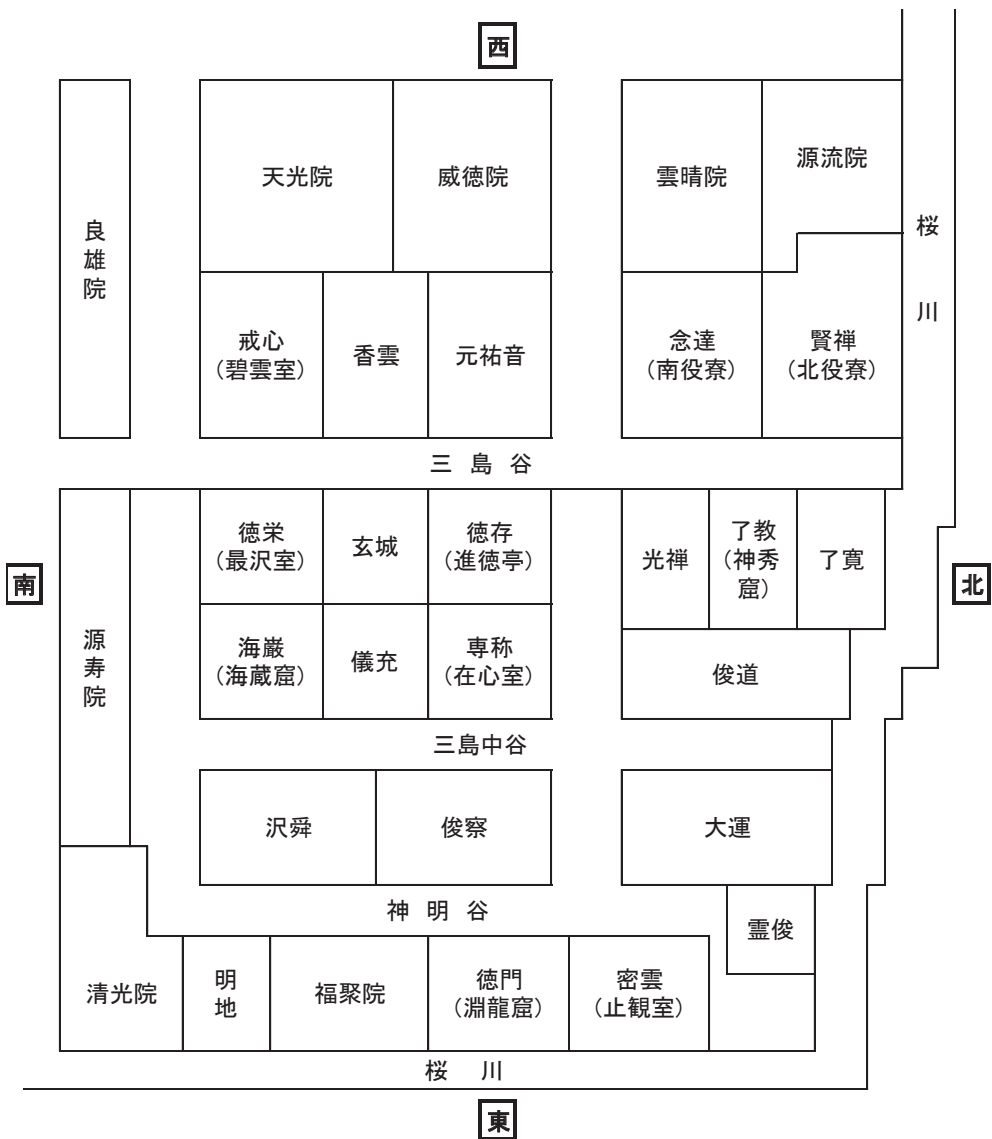 西
天光院
威徳院
雲晴院
源流院
良雄院
桜川
戒心
（碧雲室）
香雲
元祐音
念達
（南役寮）
賢禅
（北役寮）
三島谷
南
源寿院
徳栄
（最沢室）
玄城
徳存
（進徳亭）
光禅
了教
（神秀
窟）
了寛
北
海厳
（海蔵窟）
儀充
専称
（在心室）
俊道
三島中谷
沢舜
俊察
大運
神明谷
霊俊
清光院
明地
福聚院
徳門
（淵龍窟）
密雲
（止観室）
桜川
東